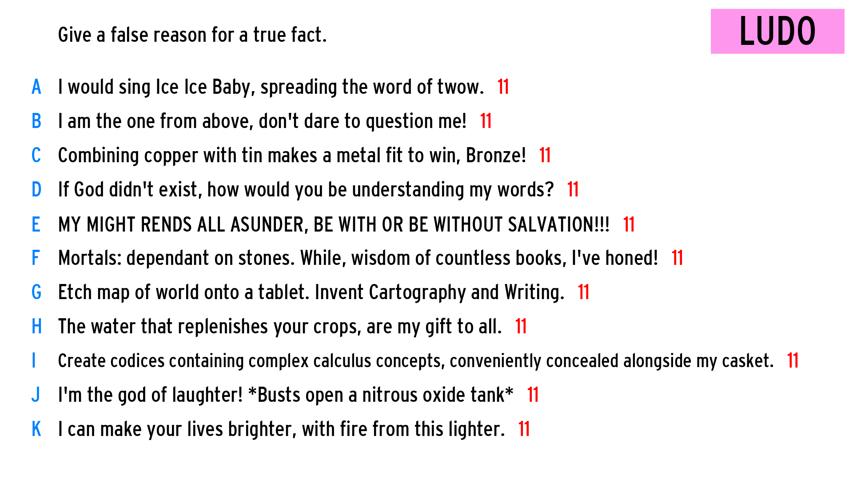 Give a false reason for a true fact.
LUDO
A I would sing Ice Ice Baby, spreading the word of twow. 11
B I am the one from above, don't dare to question me! 11
C Combining copper with tin makes a metal fit to win, Bronze! 11
D If God didn't exist, how would you be understanding my words? 11
E MY MIGHT RENDS ALL ASUNDER, BE WITH OR BE WITHOUT SALVATION!!! 11
F Mortals: dependant on stones. While, wisdom of countless books, I've honed! 11
G Etch map of world onto a tablet. Invent Cartography and Writing. 11
H The water that replenishes your crops, are my gift to all. 11
I Create codices containing complex calculus concepts, conveniently concealed alongside my casket. 11
J I'm the god of laughter! *Busts open a nitrous oxide tank* 11
K I can make your lives brighter, with fire from this lighter. 11